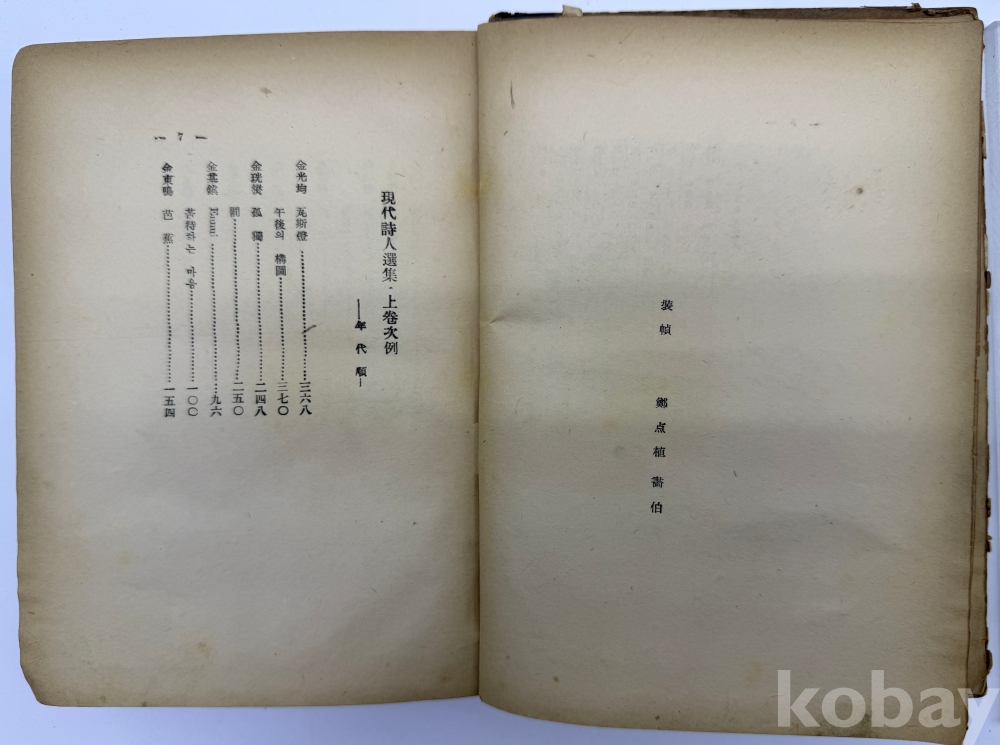 裝幀 鄭点植畵伯
現代詩人選集·上卷次例
——年代順—
金光均 瓦斯燈………………三六八
午後의 構圖………………三七〇
金珖燮 孤獨………………二四八
………………二五〇
金基鎭 ………………九六
苦待하는 마음………………一〇〇
金東鳴 芭蕉………………一五四
— ㄱ —
kobay